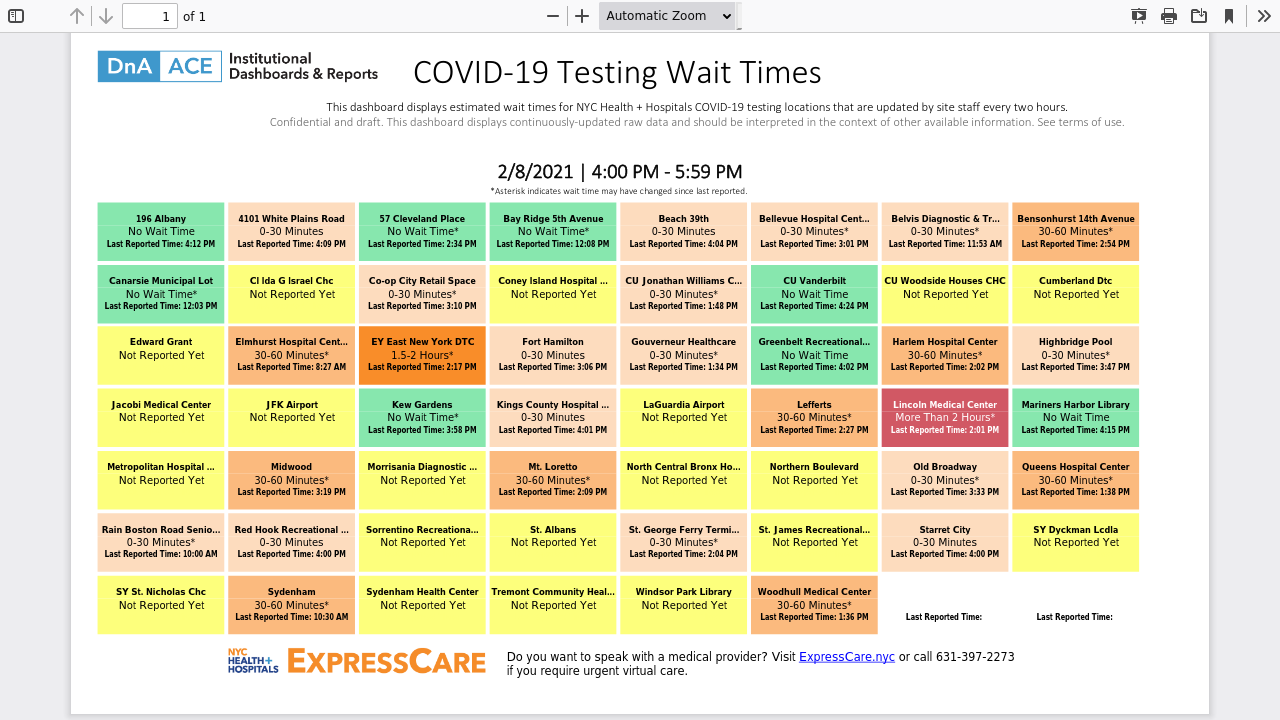 1 of 1 Automatic Zoom
DnA ACE Institutional
Dashboards & Reports
COVID-19 Testing Wait Times
This dashboard displays estimated wait times for NYC Health + Hospitals COVID-19 testing locations that are updated by site staff every two hours.
Confidential and draft. This dashboard displays continuously-updated raw data and should be interpreted in the context of other available information. See terms of use.
2/8/2021 | 4:00 PM - 5:59 PM
*Asterisk indicates wait time may have changed since last reported.
196 Albany
No Wait Time
Last Reported Time: 4:12 PM
4101 White Plains Road
0-30 Minutes
Last Reported Time: 4:09 PM
57 Cleveland Place
No Wait Time*
Last Reported Time: 2:34 PM
Bay Ridge 5th Avenue
No Wait Time*
Last Reported Time: 12:08 PM
Beach 39th
0-30 Minutes
Last Reported Time: 4:04 PM
Bellevue Hospital Cent...
0-30 Minutes*
Last Reported Time: 3:01 PM
Belvis Diagnostic & Tr...
0-30 Minutes*
Last Reported Time: 11:53 AM
Bensonhurst 14th Avenue
30-60 Minutes*
Last Reported Time: 2:54 PM
Canarsie Municipal Lot
No Wait Time*
Last Reported Time: 12:03 PM
Cl Ida G Israel Chc
Not Reported Yet
Co-op City Retail Space
0-30 Minutes*
Last Reported Time: 3:10 PM
Coney Island Hospital ...
Not Reported Yet
CU Jonathan Williams C...
0-30 Minutes*
Last Reported Time: 1:48 PM
CU Vanderbilt
No Wait Time
Last Reported Time: 4:24 PM
CU Woodside Houses CHC
Not Reported Yet
Cumberland Dtc
Not Reported Yet
Edward Grant
Not Reported Yet
Elmhurst Hospital Cent...
30-60 Minutes*
Last Reported Time: 8:27 AM
EY East New York DTC
1.5-2 Hours*
Last Reported Time: 2:17 PM
Fort Hamilton
0-30 Minutes
Last Reported Time: 3:06 PM
Gouverneur Healthcare
0-30 Minutes*
Last Reported Time: 1:34 PM
Greenbelt Recreational...
No Wait Time
Last Reported Time: 4:02 PM
Harlem Hospital Center
30-60 Minutes*
Last Reported Time: 2:02 PM
Highbridge Pool
0-30 Minutes*
Last Reported Time: 3:47 PM
Jacobi Medical Center
Not Reported Yet
JFK Airport
Not Reported Yet
Kew Gardens
No Wait Time*
Last Reported Time: 3:58 PM
Kings County Hospital ...
0-30 Minutes
Last Reported Time: 4:01 PM
LaGuardia Airport
Not Reported Yet
Lefferts
30-60 Minutes*
Last Reported Time: 2:27 PM
Lincoln Medical Center
More Than 2 Hours*
Last Reported Time: 2:01 PM
Mariners Harbor Library
No Wait Time
Last Reported Time: 4:15 PM
Metropolitan Hospital ...
Not Reported Yet
Midwood
30-60 Minutes*
Last Reported Time: 3:19 PM
Morrisania Diagnostic ...
Not Reported Yet
Mt. Loretto
30-60 Minutes*
Last Reported Time: 2:09 PM
North Central Bronx Ho...
Not Reported Yet
Northern Boulevard
Not Reported Yet
Old Broadway
0-30 Minutes*
Last Reported Time: 3:33 PM
Queens Hospital Center
30-60 Minutes*
Last Reported Time: 1:38 PM
Rain Boston Road Senio...
0-30 Minutes*
Last Reported Time: 10:00 AM
Red Hook Recreational ...
0-30 Minutes
Last Reported Time: 4:00 PM
Sorrentino Recreationa...
Not Reported Yet
St. Albans
Not Reported Yet
St. George Ferry Termi...
0-30 Minutes*
Last Reported Time: 2:04 PM
St. James Recreational...
Not Reported Yet
Starret City
0-30 Minutes
Last Reported Time: 4:00 PM
SY Dyckman Lcdla
Not Reported Yet
SY St. Nicholas Chc
Not Reported Yet
Sydenham
30-60 Minutes*
Last Reported Time: 10:30 AM
Sydenham Health Center
Not Reported Yet
Tremont Community Heal...
Not Reported Yet
Windsor Park Library
Not Reported Yet
Woodhull Medical Center
30-60 Minutes*
Last Reported Time: 1:36 PM
Last Reported Time:
Last Reported Time:
NYC
HEALTH+
HOSPITALS
EXPRESSCARE
Do you want to speak with a medical provider? Visit ExpressCare.nyc or call 631-397-2273
if you require urgent virtual care.